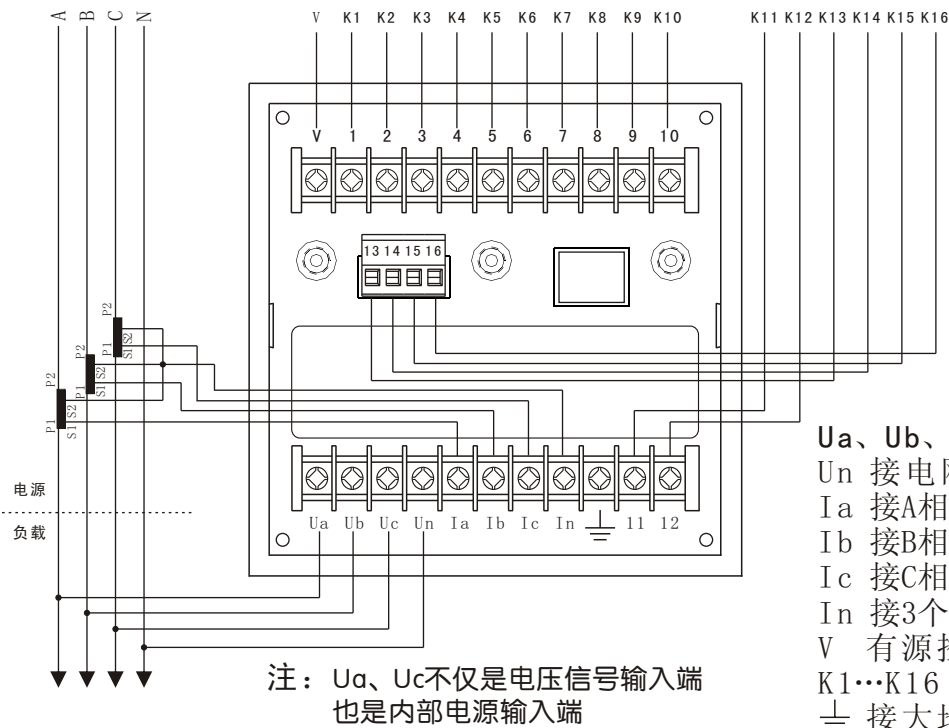 A B C N
V K1 K2 K3 K4 K5 K6 K7 K8 K9 K10 K11 K12 K13 K14 K15 K16
V 1 2 3 4 5 6 7 8 9 10
13 14 15 16
P2
P1
S1 S2
P2
P1
S1 S2
P2
P1
S1 S2
电源
负载
Ua Ub Uc Un Ia Ib Ic In 11 12
Ua、Ub、
Un 接电
Ia 接A相
Ib 接B相
Ic 接C相
In 接3个
V 有源
K1…K16
接大
注：Ua、Uc不仅是电压信号输入端
也是内部电源输入端